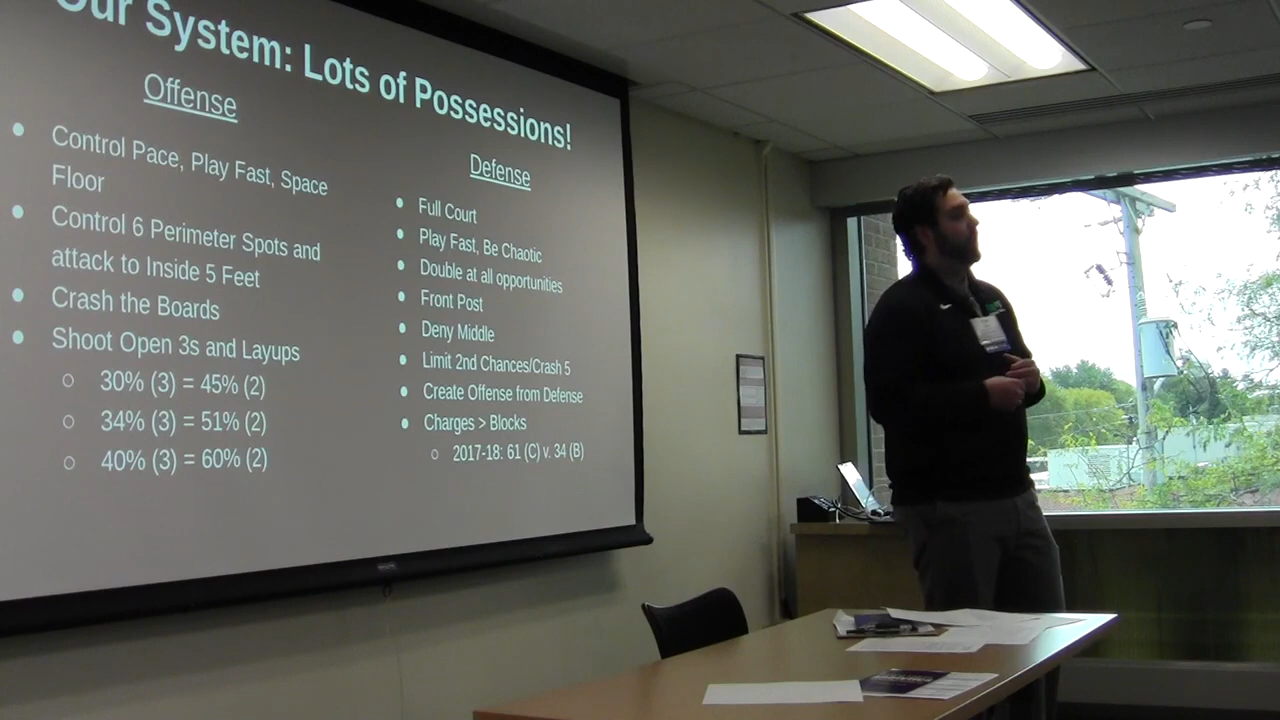 Our System: Lots of Possessions!
Offense
● Control Pace, Play Fast, Space
Floor
● Control 6 Perimeter Spots and
attack to Inside 5 Feet
● Crash the Boards
● Shoot Open 3s and Layups
○ 30% (3) = 45% (2)
○ 34% (3) = 51% (2)
○ 40% (3) = 60% (2)
Defense
● Full Court
● Play Fast, Be Chaotic
● Double at all opportunities
● Front Post
● Deny Middle
● Limit 2nd Chances/Crash 5
● Create Offense from Defense
● Charges > Blocks
○ 2017-18: 61 (C) v. 34 (B)